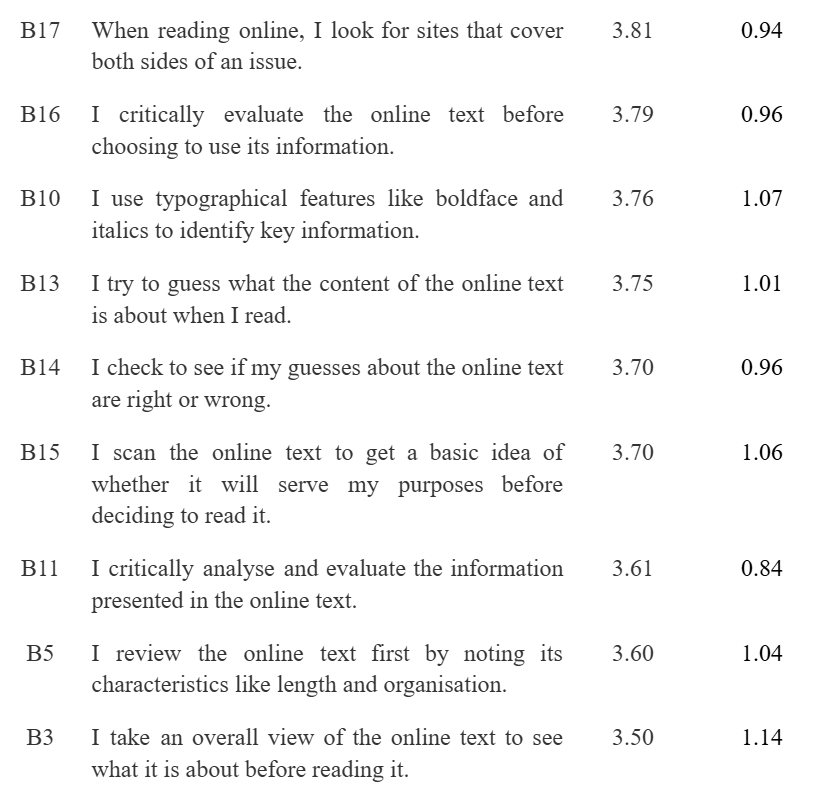 B17 When reading online, I look for sites that cover 3.81 0.94
both sides of an issue.
B16 I critically evaluate the online text before 3.79 0.96
choosing to use its information.
B10 I use typographical features like boldface and 3.76 1.07
italics to identify key information.
B13 I try to guess what the content of the online text 3.75 1.01
is about when I read.
B14 I check to see if my guesses about the online text 3.70 0.96
are right or wrong.
B15 I scan the online text to get a basic idea of 3.70 1.06
whether it will serve my purposes before
deciding to read it.
B11 I critically analyse and evaluate the information 3.61 0.84
presented in the online text.
B5 I review the online text first by noting its 3.60 1.04
characteristics like length and organisation.
B3 I take an overall view of the online text to see 3.50 1.14
what it is about before reading it.